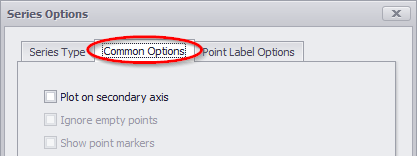 Series Options
Series Type Common Options Point Label Options
Plot on secondary axis
Ignore empty points
Show point markers